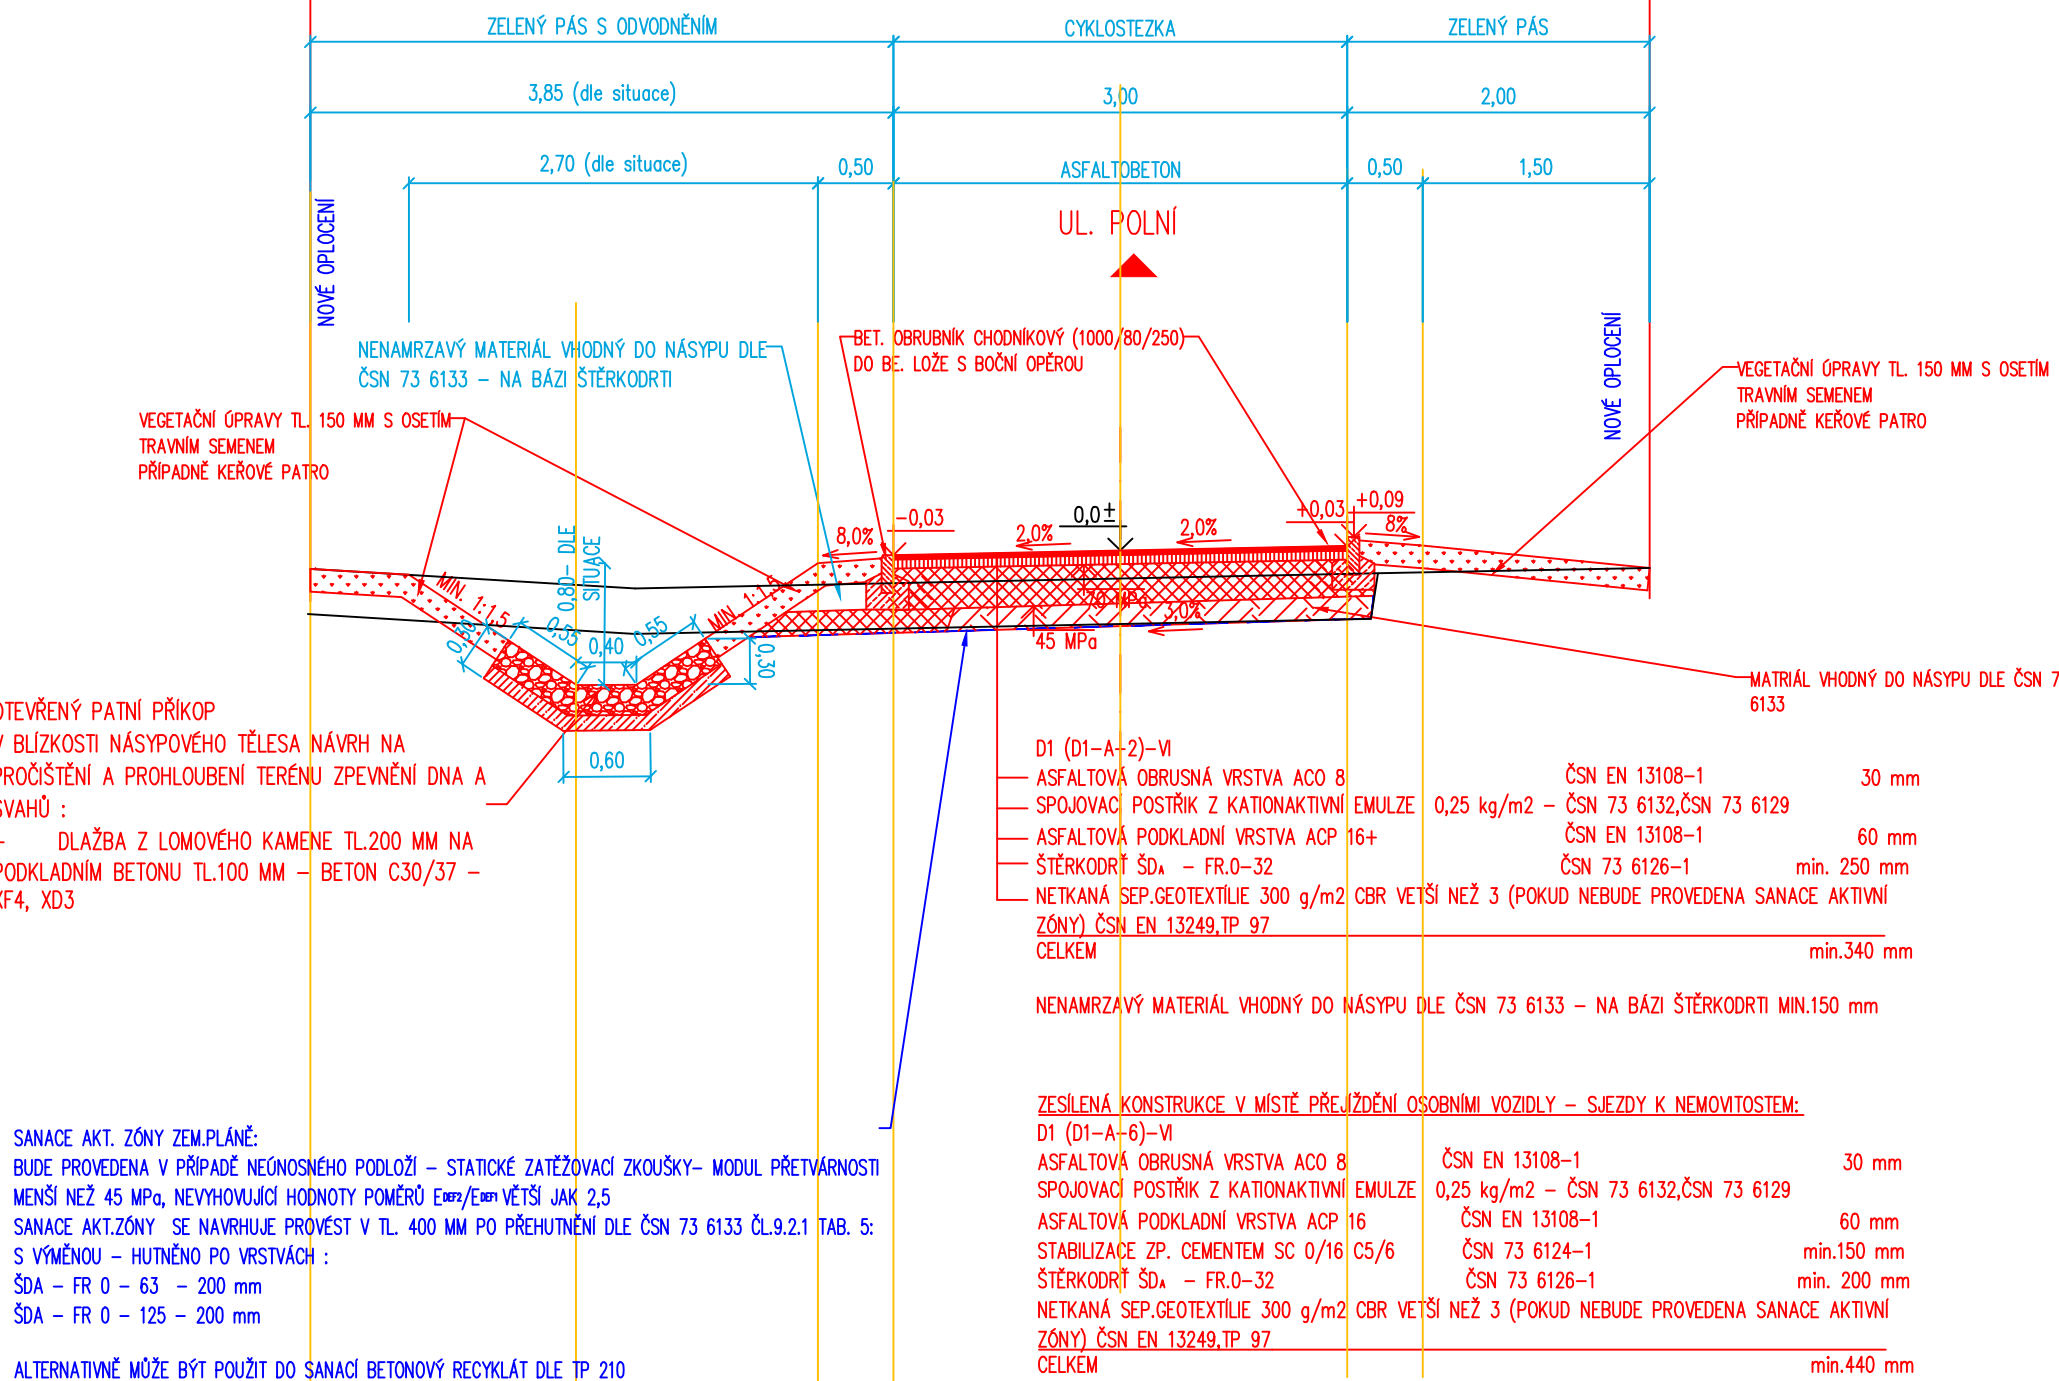 ZELENÝ PÁS S ODVODNĚNÍM
CYKLOSTEZKA
ZELENÝ PÁS
3,85 (dle situace)
3,00
2,00
2,70 (dle situace)
0,50
ASFALTOBETON
0,50
1,50
NOVÉ OPLOCENÍ
UL. POLNÍ
NENAMRZAVÝ MATERIÁL VHODNÝ DO NÁSYPU DLE
ČSN 73 6133 – NA BÁZI ŠTĚRKODRTI
BET. OBRUBNÍK CHODNÍKOVÝ (1000/80/250)
DO BE. LOŽE S BOČNÍ OPĚROU
NOVÉ OPLOCENÍ
VEGETAČNÍ ÚPRAVY TL. 150 MM S OSETÍM
TRAVNÍM SEMENEM
PŘÍPADNĚ KEŘOVÉ PATRO
VEGETAČNÍ ÚPRAVY TL. 150 MM S OSETÍM
TRAVNÍM SEMENEM
PŘÍPADNĚ KEŘOVÉ PATRO
0,80– DLE
SITUACE
8,0%
–0,03
2,0%
0,0±
2,0%
+0,03
+0,09
8%
MIN. 1:1,5
MIN. 1:1,5
0,30
0,55
0,40
0,55
0,30
70 MPa
3,0%
45 MPa
0,60
MATRIÁL VHODNÝ DO NÁSYPU DLE ČSN 7
6133
OTEVŘENÝ PATNÍ PŘÍKOP
V BLÍZKOSTI NÁSYPOVÉHO TĚLESA NÁVRH NA
PROČIŠTĚNÍ A PROHLOUBENÍ TERÉNU ZPEVNĚNÍ DNA A
SVAHŮ :
– DLAŽBA Z LOMOVÉHO KAMENE TL.200 MM NA
PODKLADNÍM BETONU TL.100 MM – BETON C30/37 –
XF4, XD3
D1 (D1–A–2)–VI
ASFALTOVÁ OBRUSNÁ VRSTVA ACO 8 ČSN EN 13108–1 30 mm
SPOJOVACÍ POSTŘIK Z KATIONAKTIVNÍ EMULZE 0,25 kg/m2 – ČSN 73 6132,ČSN 73 6129
ASFALTOVÁ PODKLADNÍ VRSTVA ACP 16+ ČSN EN 13108–1 60 mm
ŠTĚRKODRŤ ŠDA – FR.0–32 ČSN 73 6126–1 min. 250 mm
NETKANÁ SEP.GEOTEXTÍLIE 300 g/m2 CBR VETŠÍ NEŽ 3 (POKUD NEBUDE PROVEDENA SANACE AKTIVNÍ
ZÓNY) ČSN EN 13249,TP 97
CELKEM min.340 mm
NENAMRZAVÝ MATERIÁL VHODNÝ DO NÁSYPU DLE ČSN 73 6133 – NA BÁZI ŠTĚRKODRTI MIN.150 mm
ZESÍLENÁ KONSTRUKCE V MÍSTĚ PŘEJÍŽDĚNÍ OSOBNÍMI VOZIDLY – SJEZDY K NEMOVITOSTEM:
D1 (D1–A–6)–VI
ASFALTOVÁ OBRUSNÁ VRSTVA ACO 8 ČSN EN 13108–1 30 mm
SPOJOVACÍ POSTŘIK Z KATIONAKTIVNÍ EMULZE 0,25 kg/m2 – ČSN 73 6132,ČSN 73 6129
ASFALTOVÁ PODKLADNÍ VRSTVA ACP 16 ČSN EN 13108–1 60 mm
STABILIZACE ZP. CEMENTEM SC 0/16 C5/6 ČSN 73 6124–1 min.150 mm
ŠTĚRKODRŤ ŠDA – FR.0–32 ČSN 73 6126–1 min. 200 mm
NETKANÁ SEP.GEOTEXTÍLIE 300 g/m2 CBR VETŠÍ NEŽ 3 (POKUD NEBUDE PROVEDENA SANACE AKTIVNÍ
ZÓNY) ČSN EN 13249,TP 97
CELKEM min.440 mm
SANACE AKT. ZÓNY ZEM.PLÁNĚ:
BUDE PROVEDENA V PŘÍPADĚ NEÚNOSNÉHO PODLOŽÍ – STATICKÉ ZATĚŽOVACÍ ZKOUŠKY– MODUL PŘETVÁRNOSTI
MENŠÍ NEŽ 45 MPa, NEVYHOVUJÍCÍ HODNOTY POMĚRŮ EDEF2/EDEF1 VĚTŠÍ JAK 2,5
SANACE AKT.ZÓNY SE NAVRHUJE PROVÉST V TL. 400 MM PO PŘEHUTNĚNÍ DLE ČSN 73 6133 ČL.9.2.1 TAB. 5:
S VÝMĚNOU – HUTNĚNO PO VRSTVÁCH :
ŠDA – FR 0 – 63 – 200 mm
ŠDA – FR 0 – 125 – 200 mm
ALTERNATIVNĚ MŮŽE BÝT POUŽIT DO SANACÍ BETONOVÝ RECYKLÁT DLE TP 210